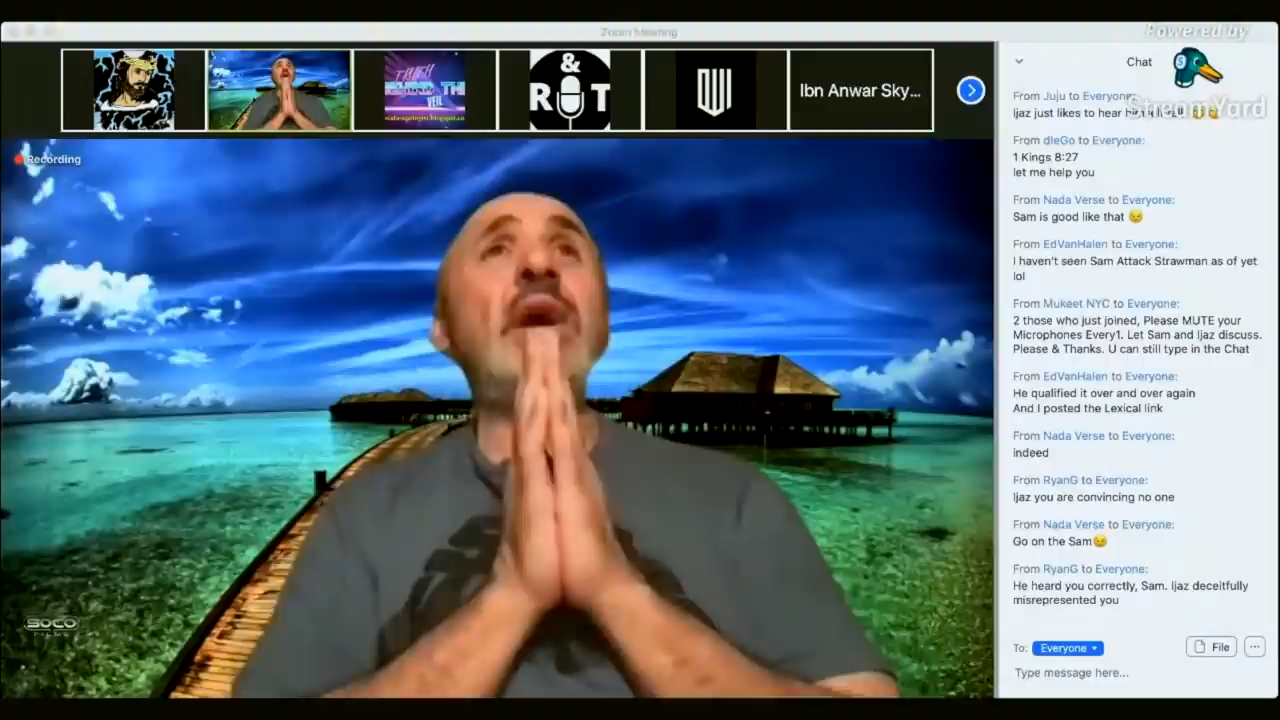 Zoom Meeting
Powered by
StreamYard
& 
R T
VEIL
Ibn Anwar Sky...
Recording
SOCO
FILMS
Chat
From Juju to Everyone:
Ijaz just likes to hear
From dleGo to Everyone:
1 Kings 8:27
let me help you
From Nada Verse to Everyone:
Sam is good like that 😉
From EdVanHalen to Everyone:
I haven't seen Sam Attack Strawman as of yet
lol
From Mukeet NYC to Everyone:
2 those who just joined, Please MUTE your
Microphones Every1. Let Sam and Ijaz discuss.
Please & Thanks. U can still type in the Chat
From EdVanHalen to Everyone:
He qualified it over and over again
And I posted the Lexical link
From Nada Verse to Everyone:
indeed
From RyanG to Everyone:
Ijaz you are convincing no one
From Nada Verse to Everyone:
Go on the Sam😉
From RyanG to Everyone:
He heard you correctly, Sam. Ijaz deceitfully
misrepresented you
To: Everyone
File
Type message here...